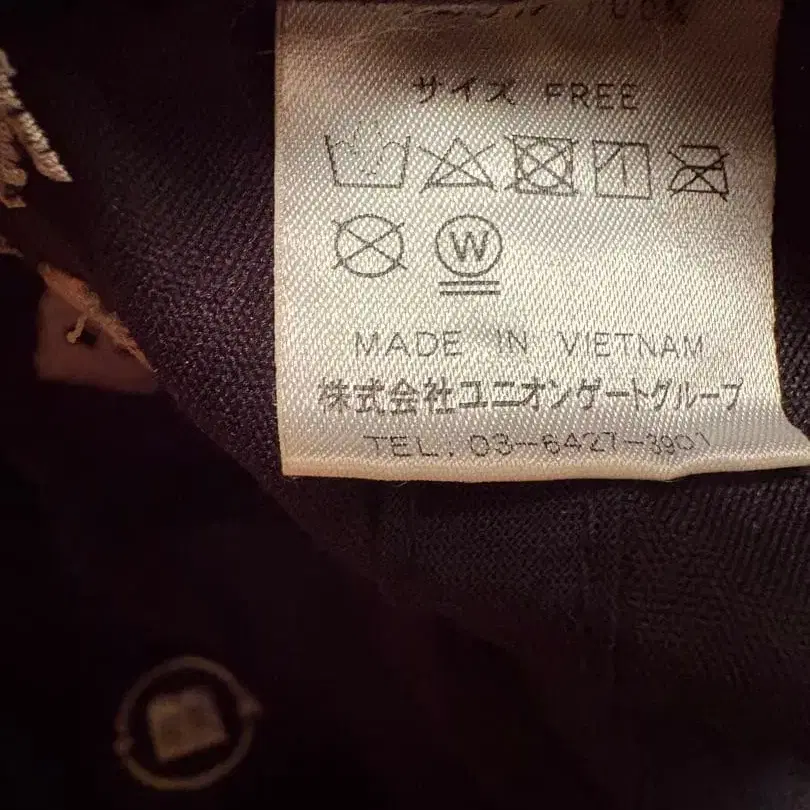 100%
サイズ FREE
W
MADE IN VIETNAM
株式会社ユニオンゲートグループ
TEL: 03-6427-3901